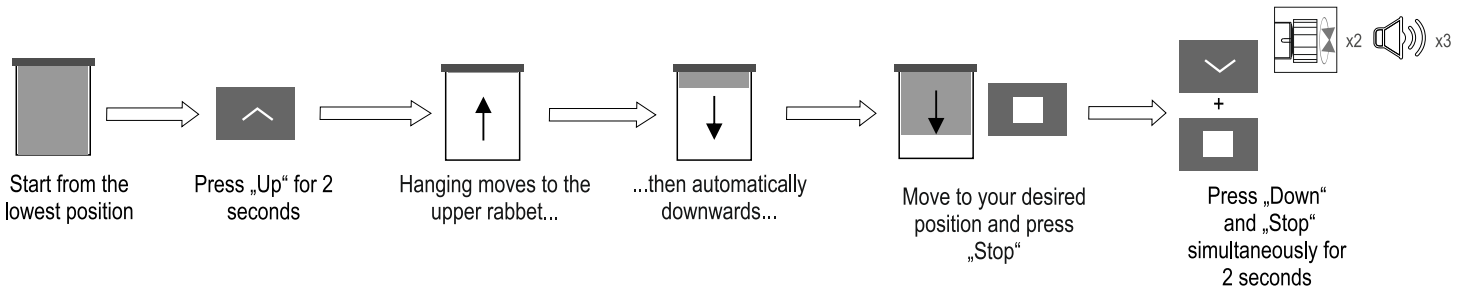 x2 x3
Start from the
lowest position
Press „Up“ for 2
seconds
Hanging moves to the
upper rabbet...
...then automatically
downwards...
Move to your desired
position and press
„Stop“
+
Press „Down“
and „Stop“
simultaneously for
2 seconds